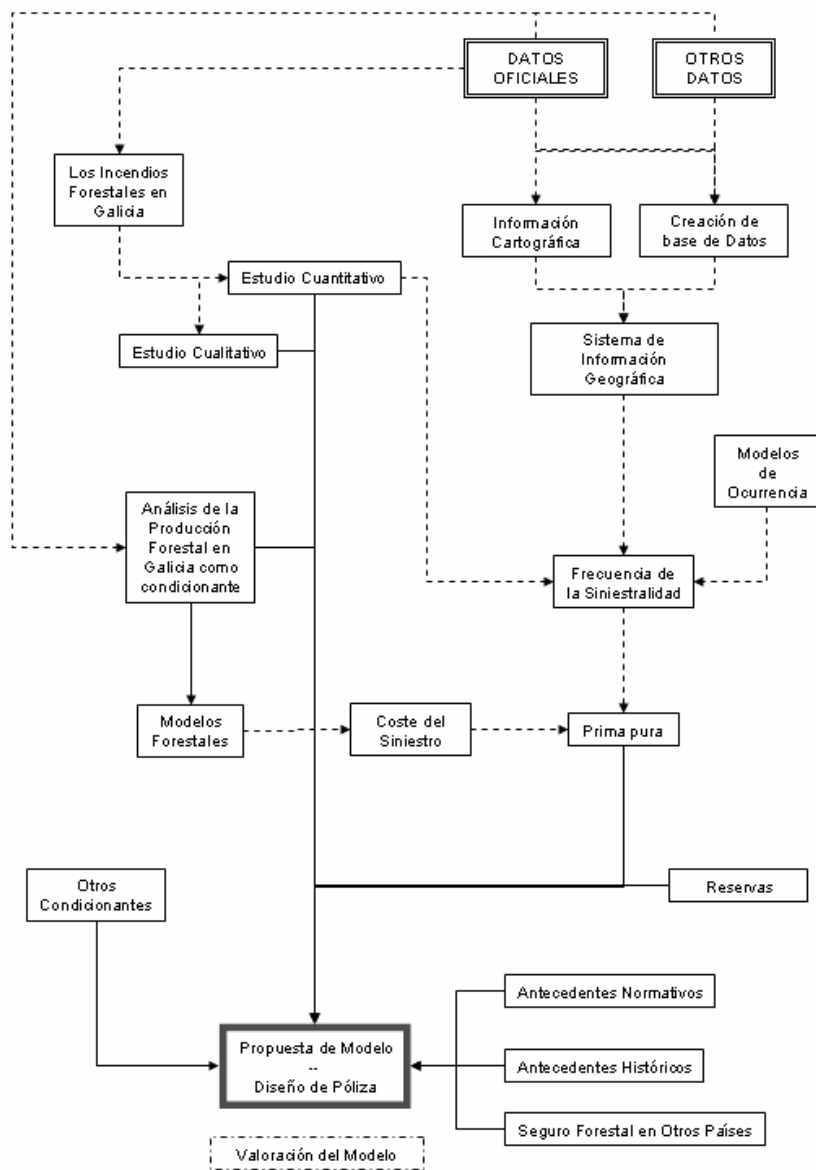 DATOS
OFICIALES
OTROS
DATOS
Los Incendios
Forestales en
Galicia
Información
Cartográfica
Creación de
base de Datos
Estudio Cuantitativo
Estudio Cualitativo
Sistema de
Información
Geográfica
Modelos
de
Ocurrencia
Análisis de la
Producción
Forestal en
Galicia como
condicionante
Frecuencia de
la Siniestralidad
Modelos
Forestales
Coste del
Siniestro
Prima pura
Otros
Condicionantes
Reservas
Antecedentes Normativos
Propuesta de Modelo
--
Diseño de Póliza
Antecedentes Históricos
Seguro Forestal en Otros Países
Valoración del Modelo